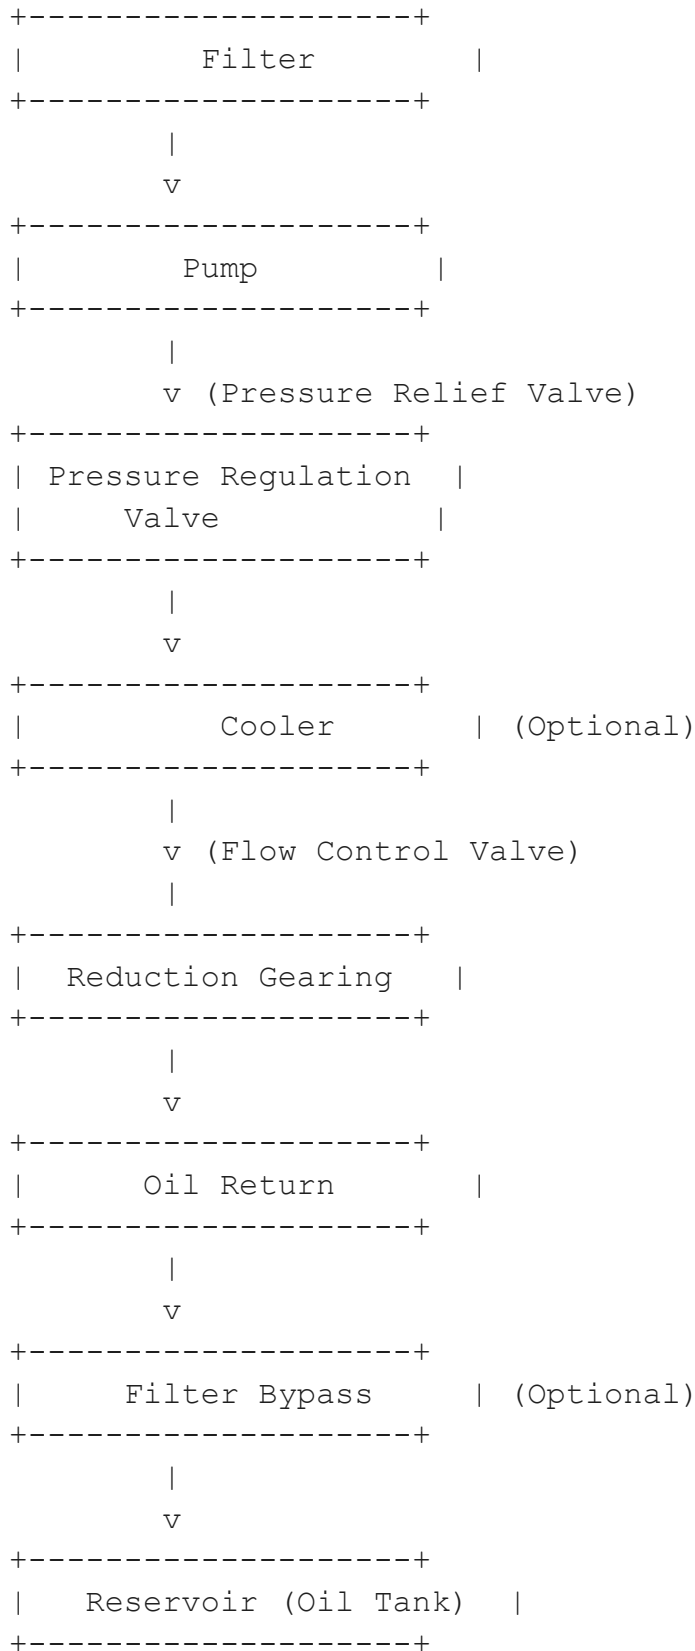 +--------------------+
|         Filter        |
+--------------------+
        |
        v
+--------------------+
|        Pump         |
+--------------------+
        |
        v (Pressure Relief Valve)
+--------------------+
| Pressure Regulation  |
|     Valve           |
+--------------------+
        |
        v
+--------------------+
|          Cooler       | (Optional)
+--------------------+
        |
        v (Flow Control Valve)
        |
+--------------------+
|  Reduction Gearing   |
+--------------------+
        |
        v
+--------------------+
|      Oil Return       |
+--------------------+
        |
        v
+--------------------+
|     Filter Bypass     | (Optional)
+--------------------+
        |
        v
+--------------------+
|   Reservoir (Oil Tank)  |
+--------------------+